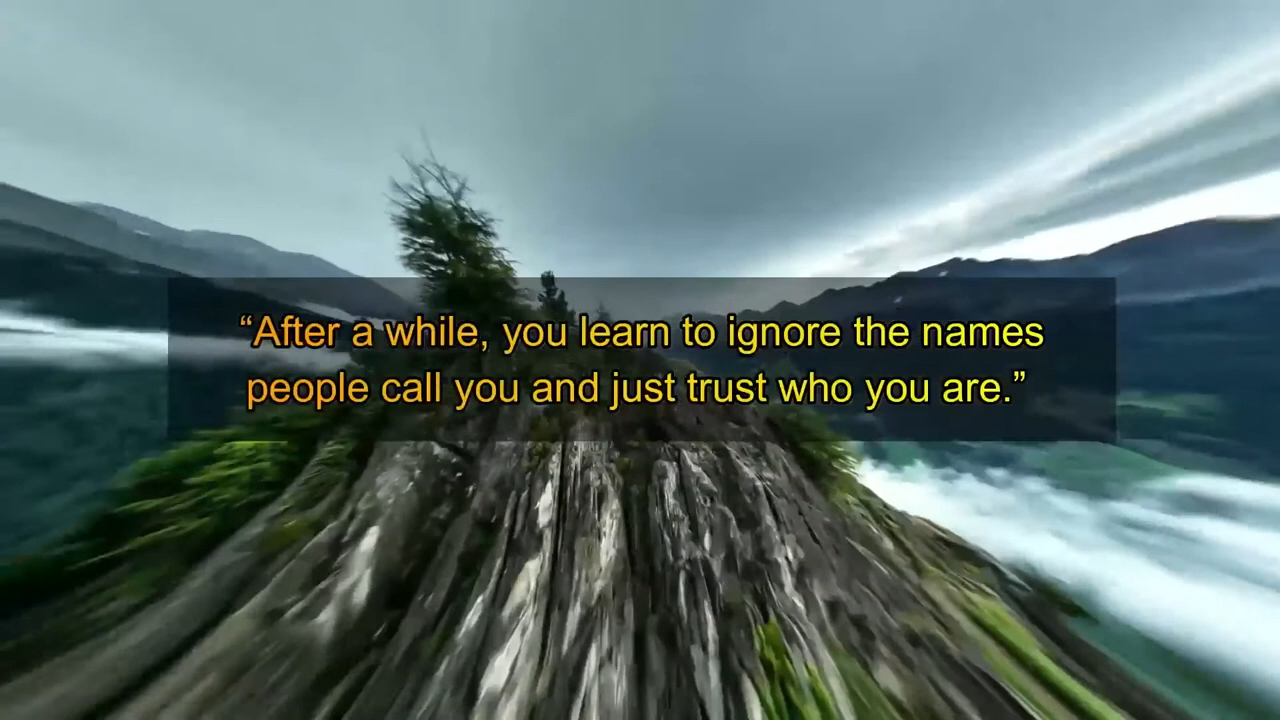 “After a while, you learn to ignore the names
people call you and just trust who you are.”